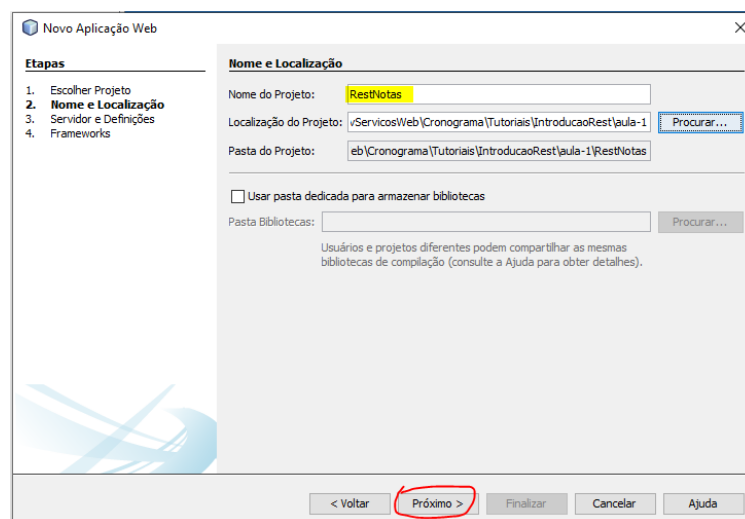 Novo Aplicação Web
Etapas
1. Escolher Projeto
2. Nome e Localização
3. Servidor e Definições
4. Frameworks
Nome e Localização
Nome do Projeto: RestNotas
Localização do Projeto: vServicosWeb\Cronograma\Tutoriais\IntroducaoRest\aula-1 Procurar...
Pasta do Projeto: eb\Cronograma\Tutoriais\IntroducaoRest\aula-1\RestNotas
Usar pasta dedicada para armazenar bibliotecas
Pasta Bibliotecas: Procurar...
Usuários e projetos diferentes podem compartilhar as mesmas
bibliotecas de compilação (consulte a Ajuda para obter detalhes).
< Voltar Próximo > Finalizar Cancelar Ajuda